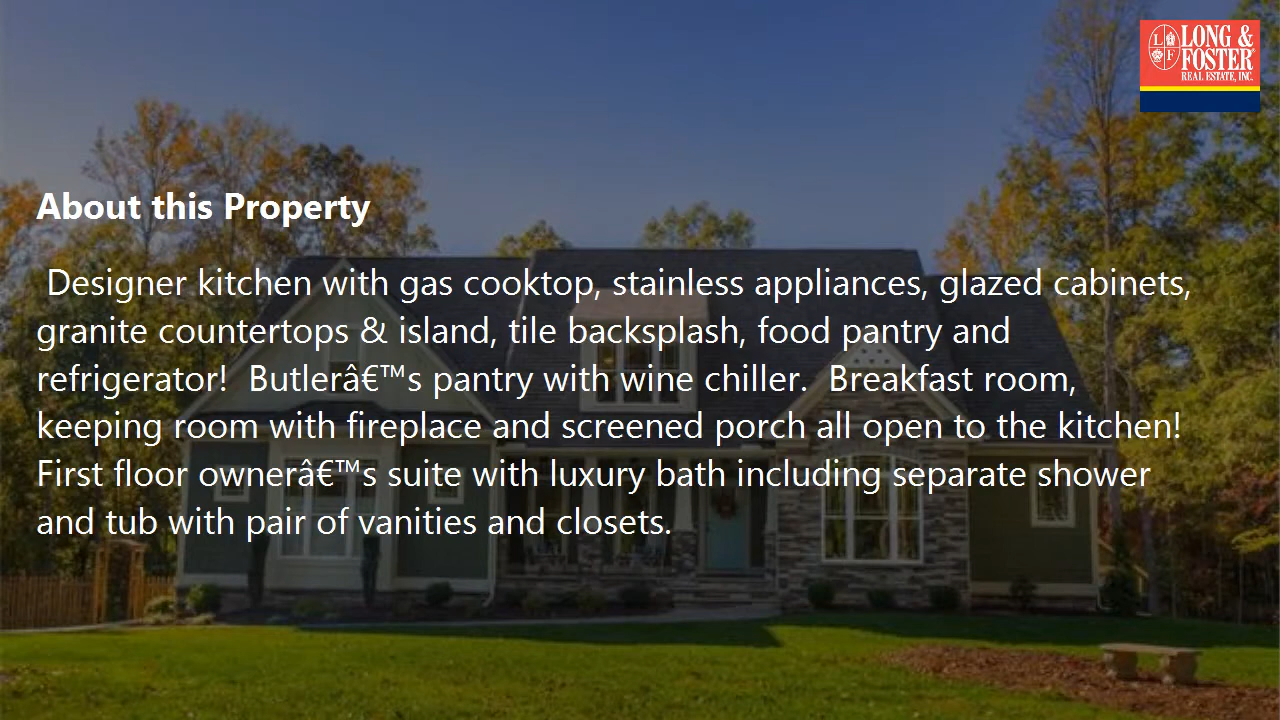 LONG &
FOSTER
REAL ESTATE, INC.
L
F
About this Property
Designer kitchen with gas cooktop, stainless appliances, glazed cabinets,
granite countertops & island, tile backsplash, food pantry and
refrigerator!  Butlerâ€™s pantry with wine chiller.  Breakfast room,
keeping room with fireplace and screened porch all open to the kitchen!
First floor ownerâ€™s suite with luxury bath including separate shower
and tub with pair of vanities and closets.